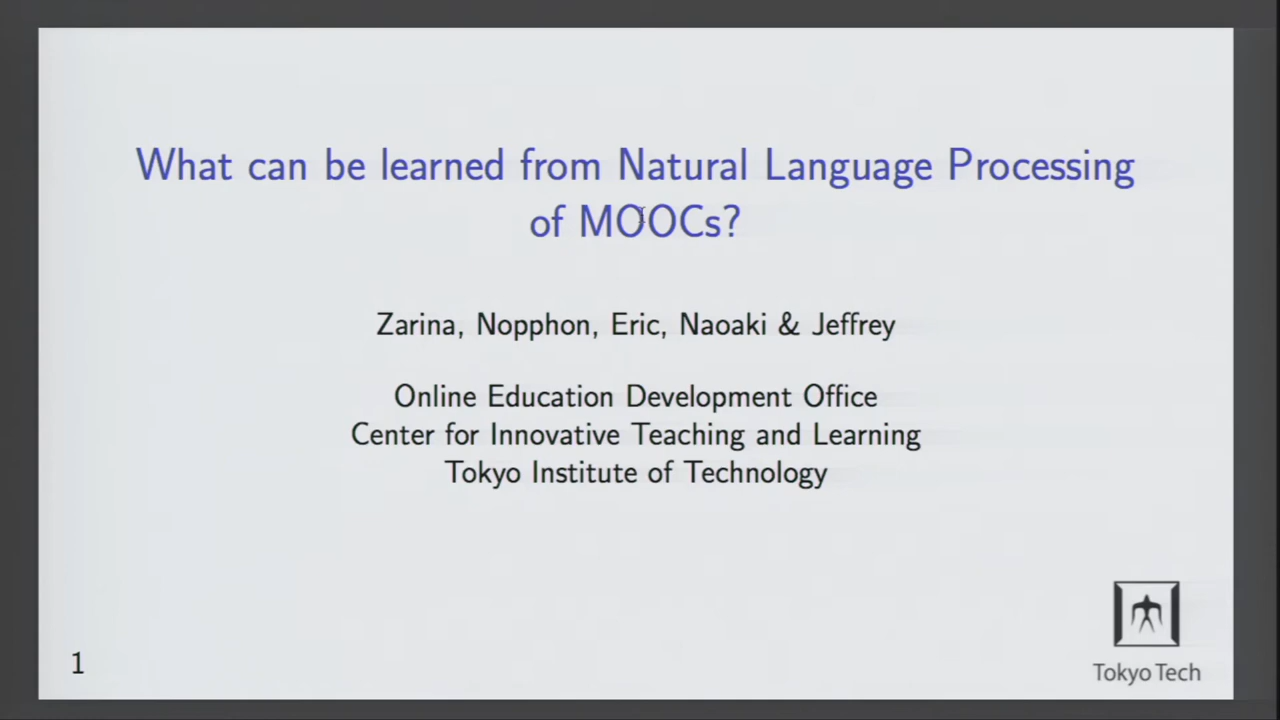 What can be learned from Natural Language Processing
of MOOCs?
Zarina, Nopphon, Eric, Naoaki & Jeffrey
Online Education Development Office
Center for Innovative Teaching and Learning
Tokyo Institute of Technology
1
Tokyo Tech